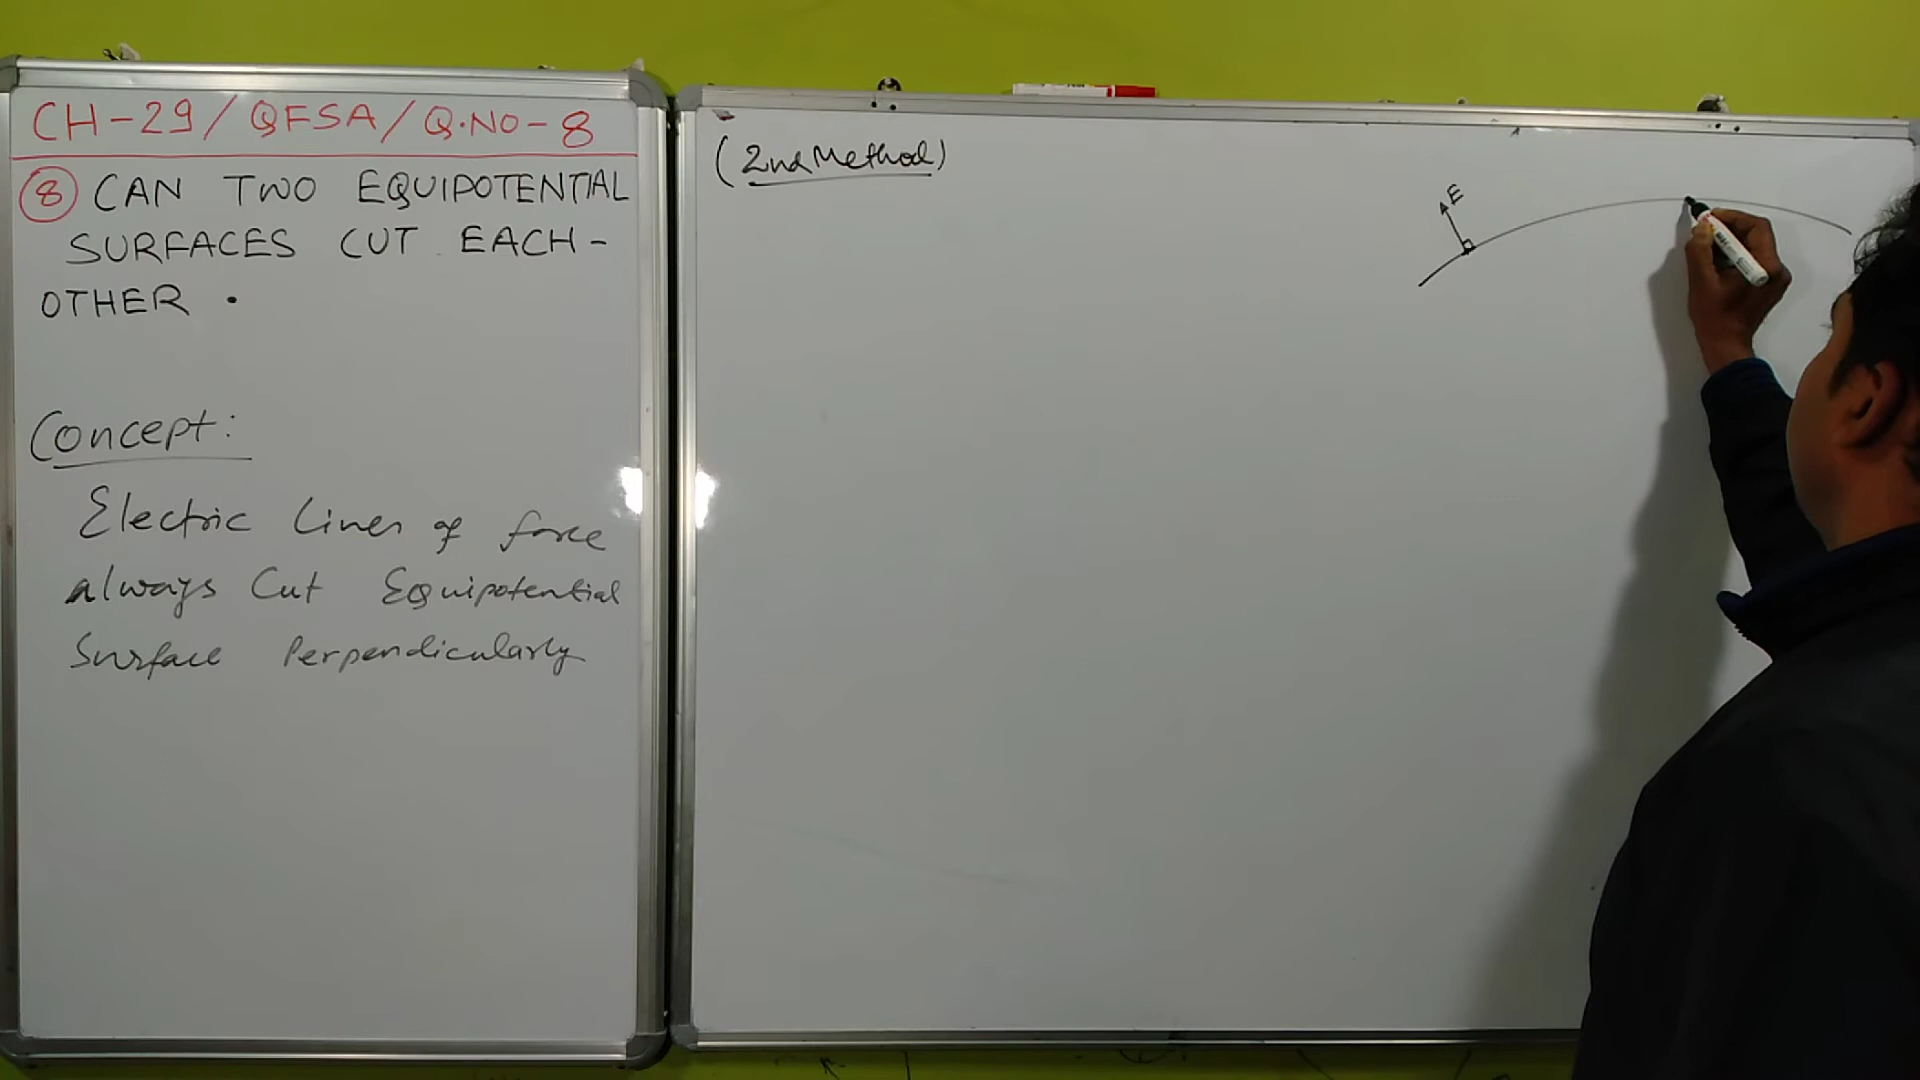 CH-29/QFSA/Q.NO-8
8 CAN TWO EQUIPOTENTIAL
SURFACES CUT EACH-
OTHER .
Concept:
Electric Lines of force
always Cut Equipotential
Surface Perpendicularly
(2nd Method)
E